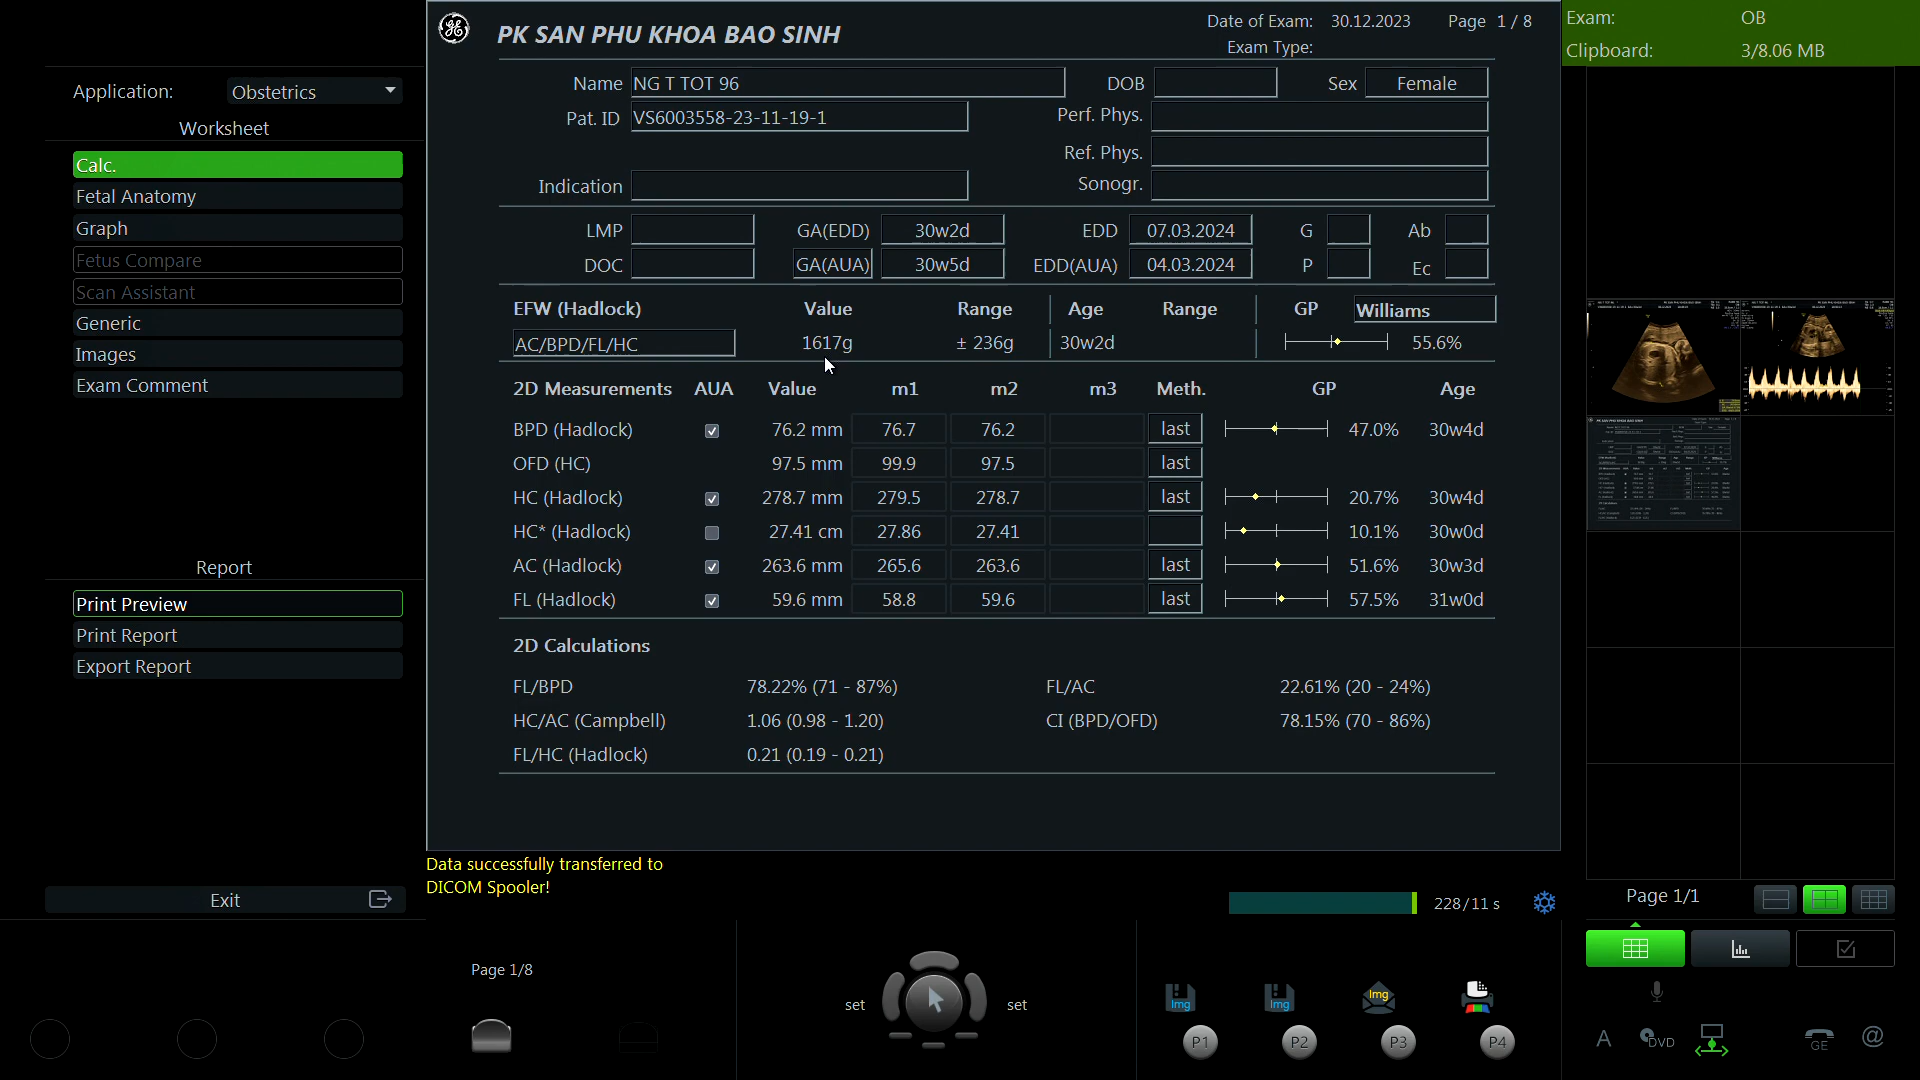 PK SAN PHU KHOA BAO SINH
Date of Exam: 30.12.2023 Page 1 / 8
Exam Type:
Exam: OB
Clipboard: 3/8.06 MB
Application: Obstetrics
Worksheet
Calc.
Fetal Anatomy
Graph
Fetus Compare
Scan Assistant
Generic
Images
Exam Comment
Report
Print Preview
Print Report
Export Report
Exit
Name NG T TOT 96 DOB Sex Female
Pat. ID VS6003558-23-11-19-1 Perf. Phys.
Ref. Phys.
Indication Sonogr.
LMP GA(EDD) 30w2d EDD 07.03.2024 G Ab
DOC GA(AUA) 30w5d EDD(AUA) 04.03.2024 P Ec
EFW (Hadlock) Value Range Age Range GP Williams
AC/BPD/FL/HC 1617g ± 236g 30w2d 55.6%
2D Measurements AUA Value m1 m2 m3 Meth. GP Age
BPD (Hadlock) 76.2 mm 76.7 76.2 last 47.0% 30w4d
OFD (HC) 97.5 mm 99.9 97.5 last
HC (Hadlock) 278.7 mm 279.5 278.7 last 20.7% 30w4d
HC* (Hadlock) 27.41 cm 27.86 27.41 10.1% 30w0d
AC (Hadlock) 263.6 mm 265.6 263.6 last 51.6% 30w3d
FL (Hadlock) 59.6 mm 58.8 59.6 last 57.5% 31w0d
2D Calculations
FL/BPD 78.22% (71 - 87%) FL/AC 22.61% (20 - 24%)
HC/AC (Campbell) 1.06 (0.98 - 1.20) CI (BPD/OFD) 78.15% (70 - 86%)
FL/HC (Hadlock) 0.21 (0.19 - 0.21)
Data successfully transferred to
DICOM Spooler!
228/11 s
Page 1/1
Page 1/8
set set
Img Img Img
P1 P2 P3 P4
A DVD GE @